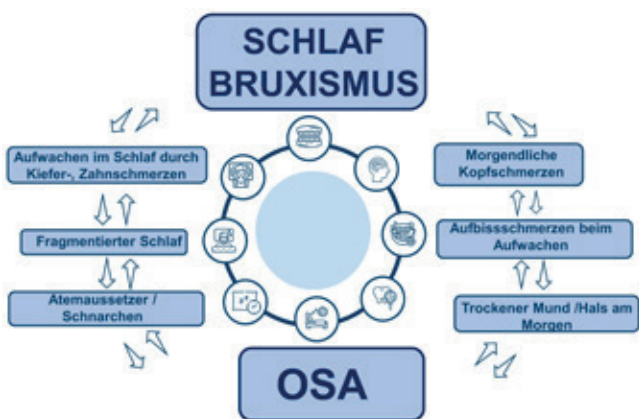 SCHLAF
BRUXISMUS
Aufwachen im Schlaf durch
Kiefer-, Zahnschmerzen
Fragmentierter Schlaf
Atemaussetzer /
Schnarchen
Morgendliche
Kopfschmerzen
Aufbissschmerzen beim
Aufwachen
Trockener Mund /Hals am
Morgen
OSA